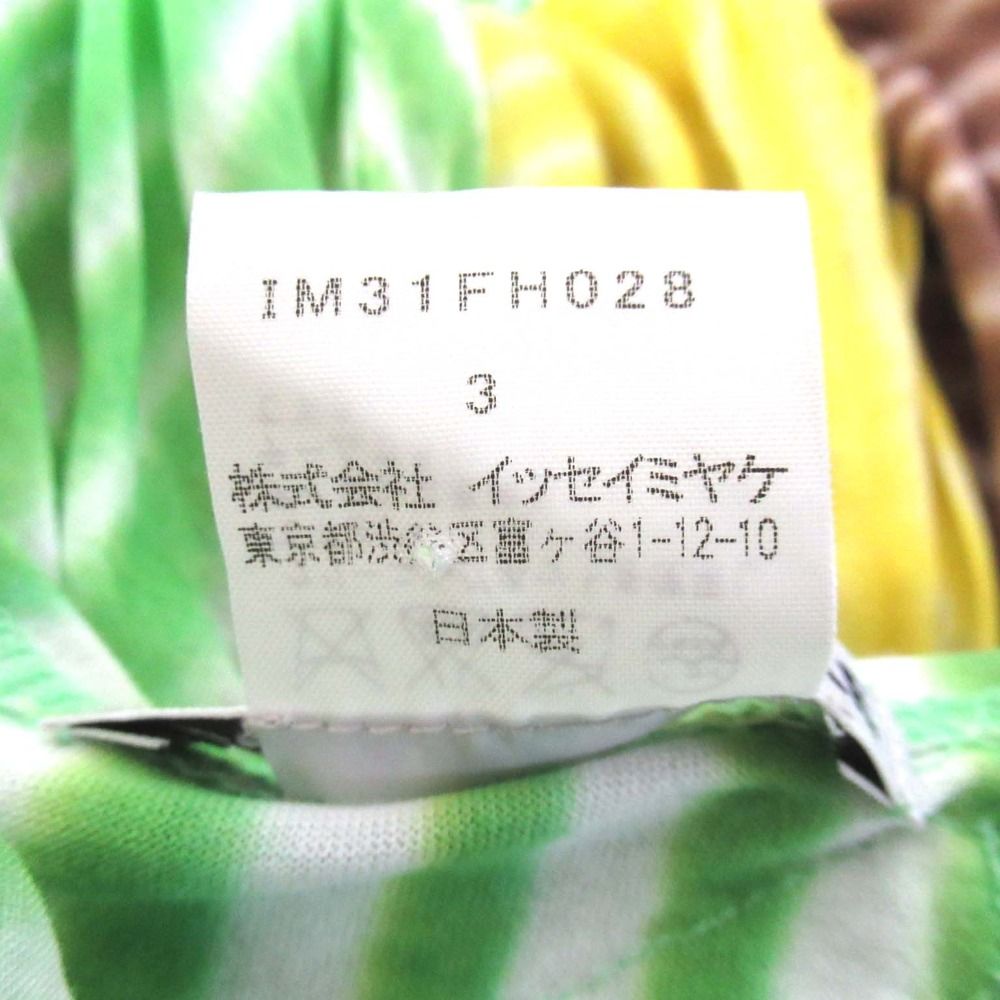 IM31FH028
3
株式会社 イッセイミヤケ
東京都渋谷区富ヶ谷1-12-10
日本製